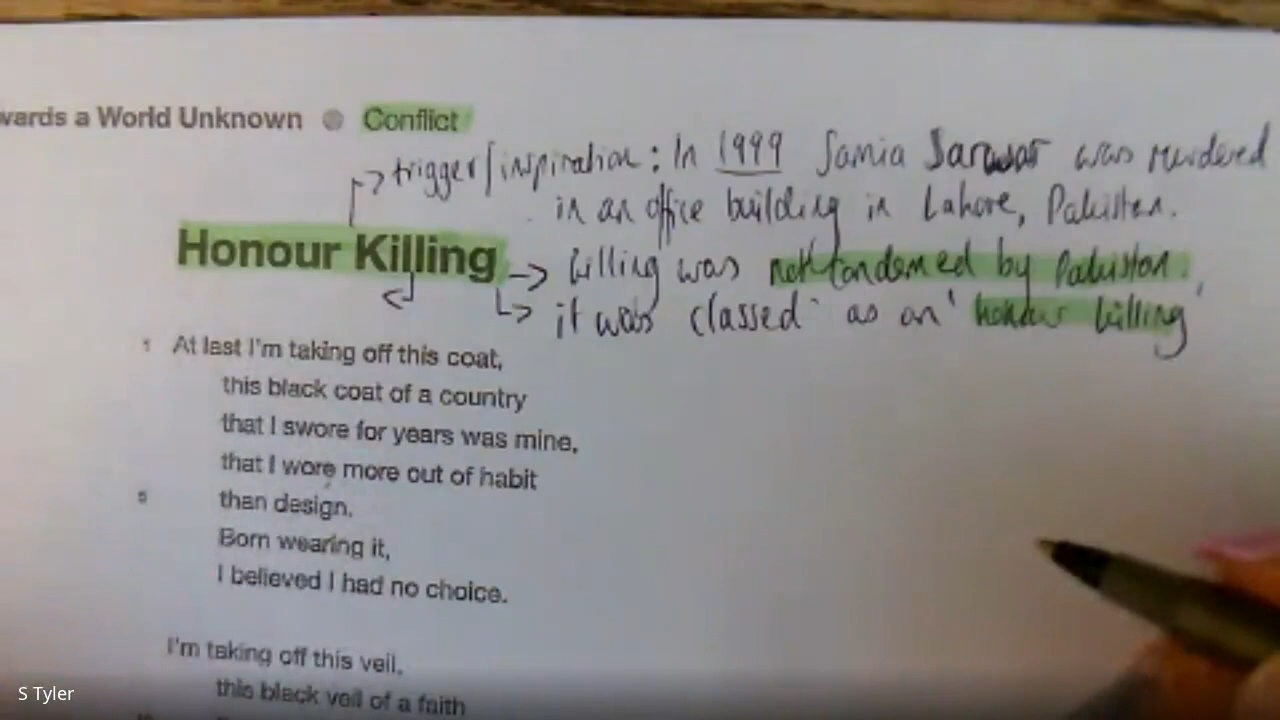 wards a World Unknown Conflict
trigger/inspiration: In 1999 Samia Sarwar was murdered
in an office building in Lahore, Pakistan.
Honour Killing
killing was not condemned by Pakistan.
it was classed as an 'honour killing'
1 At last I'm taking off this coat,
this black coat of a country
that I swore for years was mine,
that I wore more out of habit
5 than design.
Born wearing it,
I believed I had no choice.
I'm taking off this veil,
this black veil of a faith
S Tyler